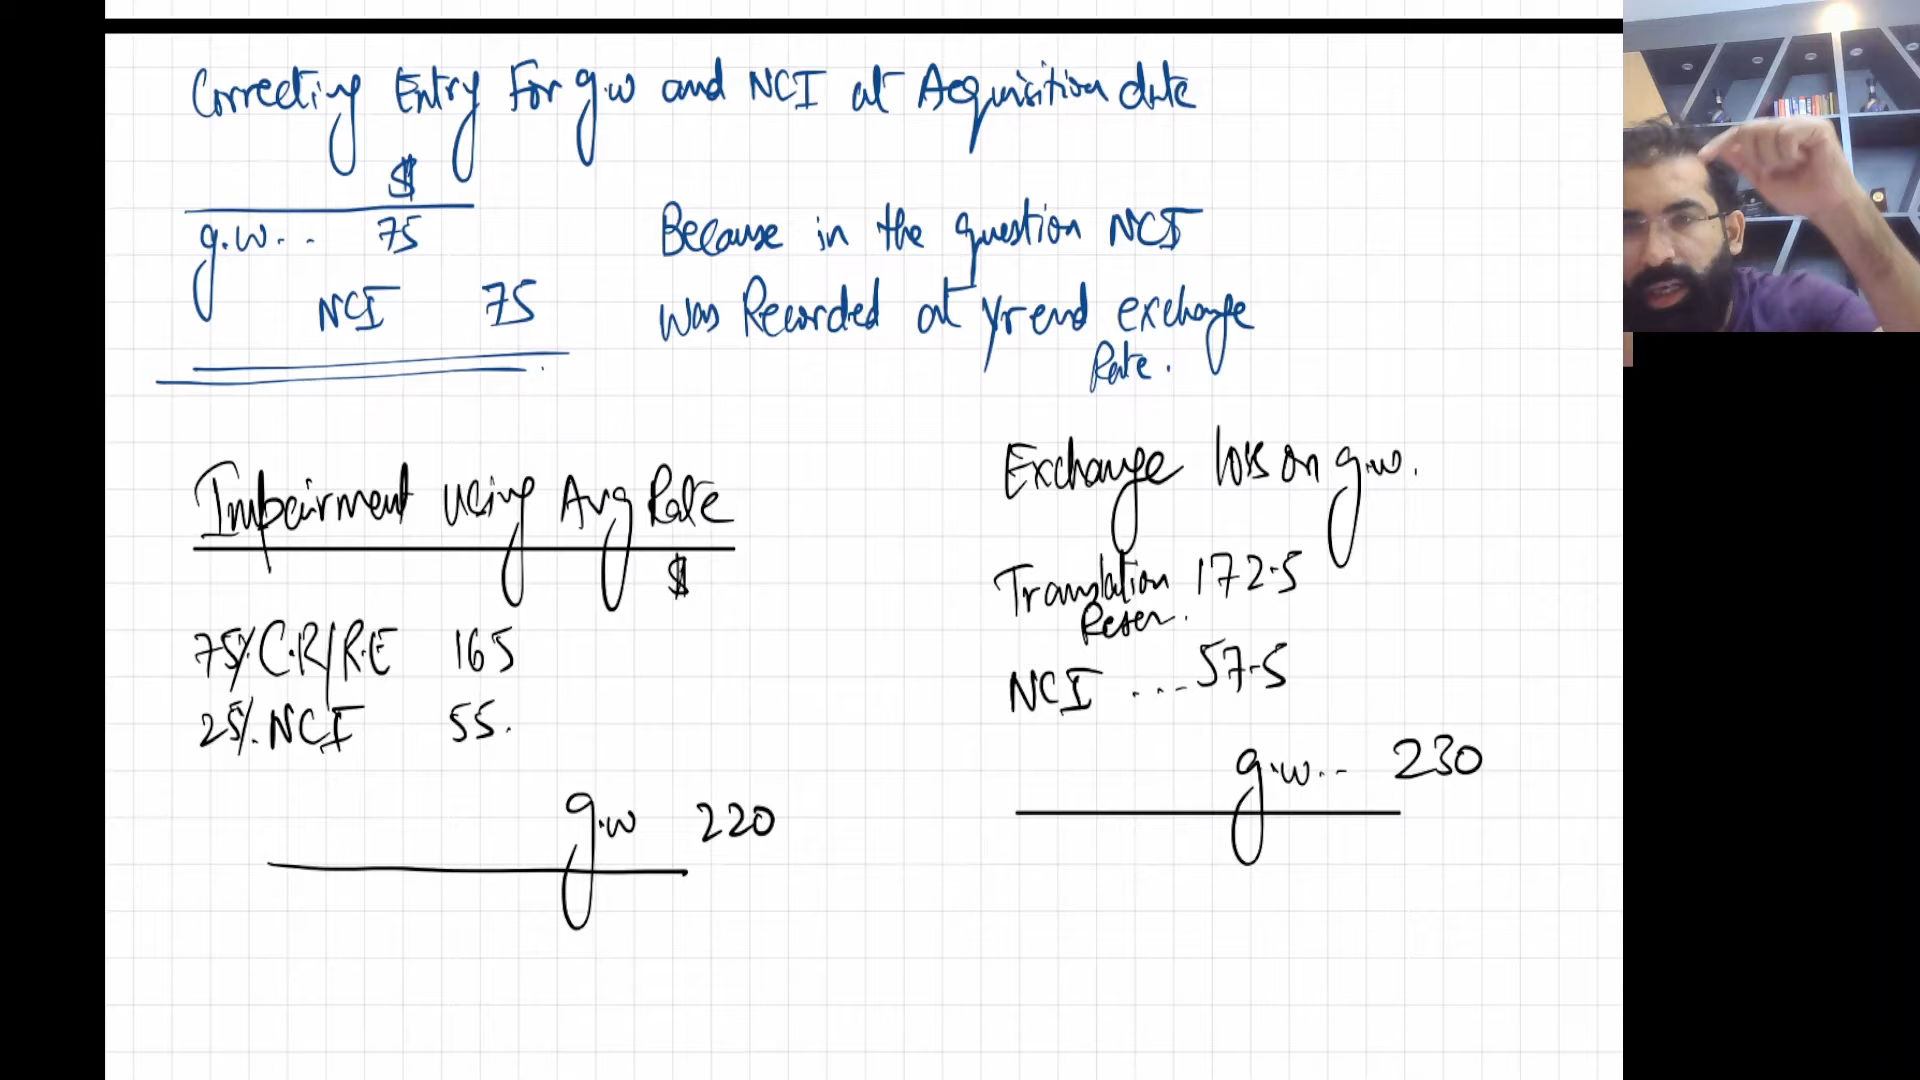 Correcting Entry For g.w and NCI at Acquisition date
$
g.w.. 75
NCI 75
Because in the question NCI
was Recorded at yrend exchange
Rate.
Impairment using Avg Rate
$
75% C.R/R.E 165
25%. NCI 55.
g.w 220
Exchange loss on g.w.
Translation 172.5
Reser.
NCI ... 57.5
g.w... 230